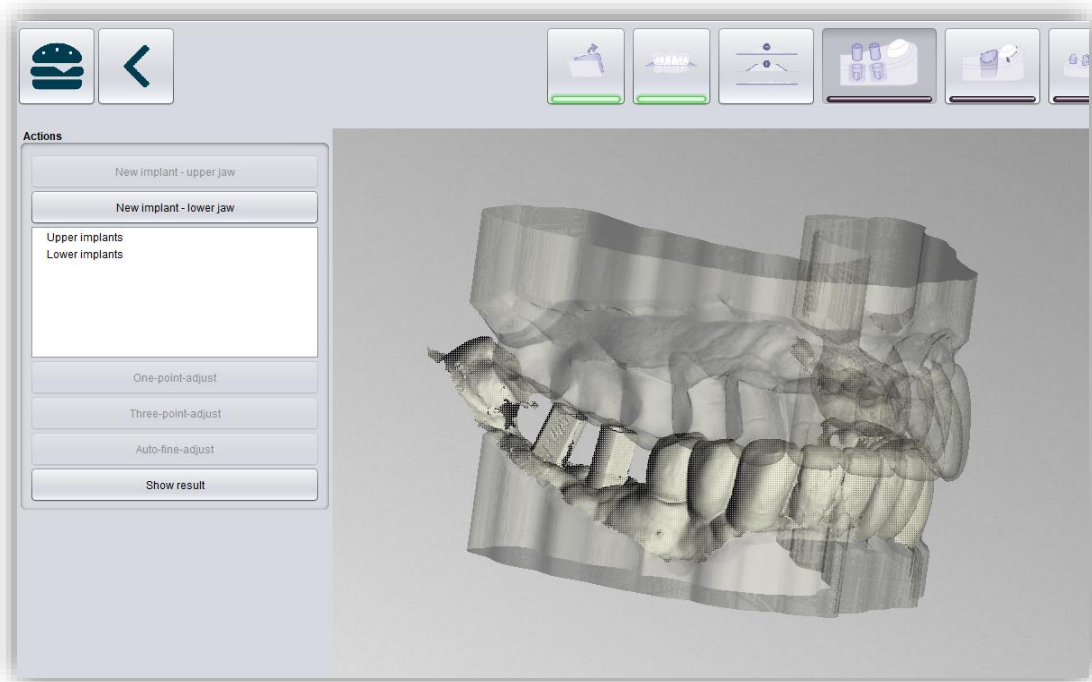 Actions
New implant - upper jaw
New implant - lower jaw
Upper implants
Lower implants
One-point-adjust
Three-point-adjust
Auto-fine-adjust
Show result